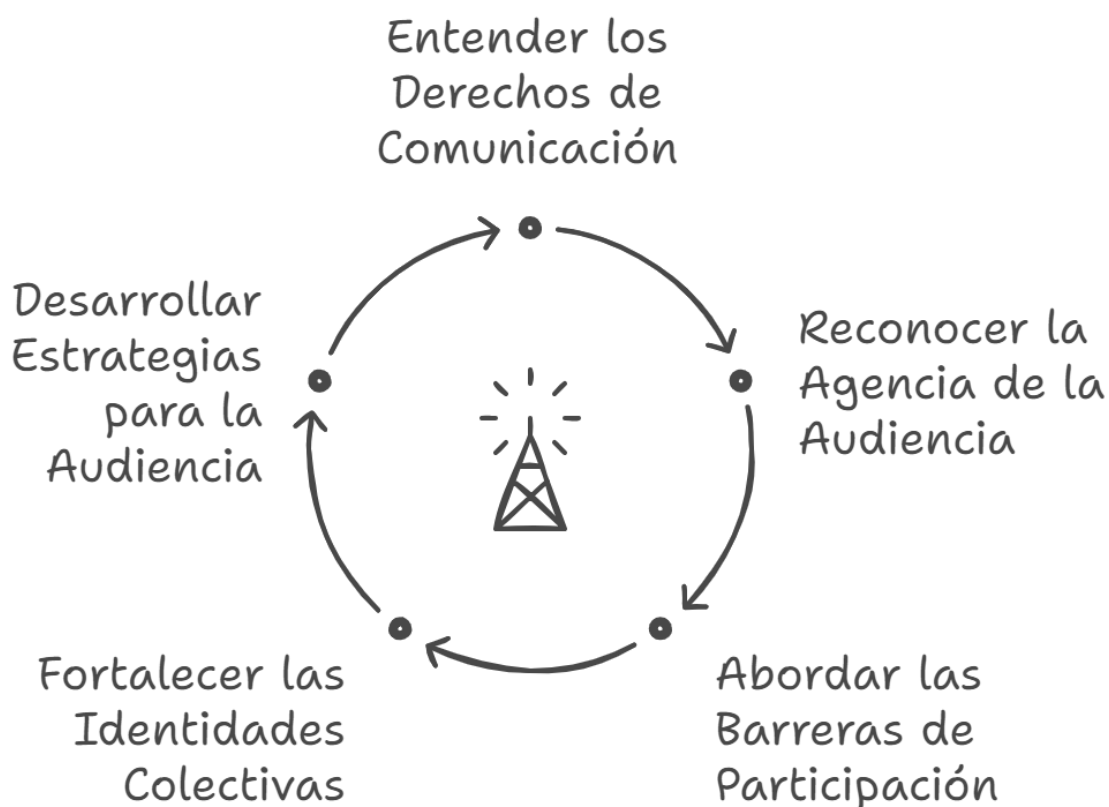 Entender los
Derechos de
Comunicación
Reconocer la
Agencia de la
Audiencia
Abordar las
Barreras de
Participación
Fortalecer las
Identidades
Colectivas
Desarrollar
Estrategias
para la
Audiencia